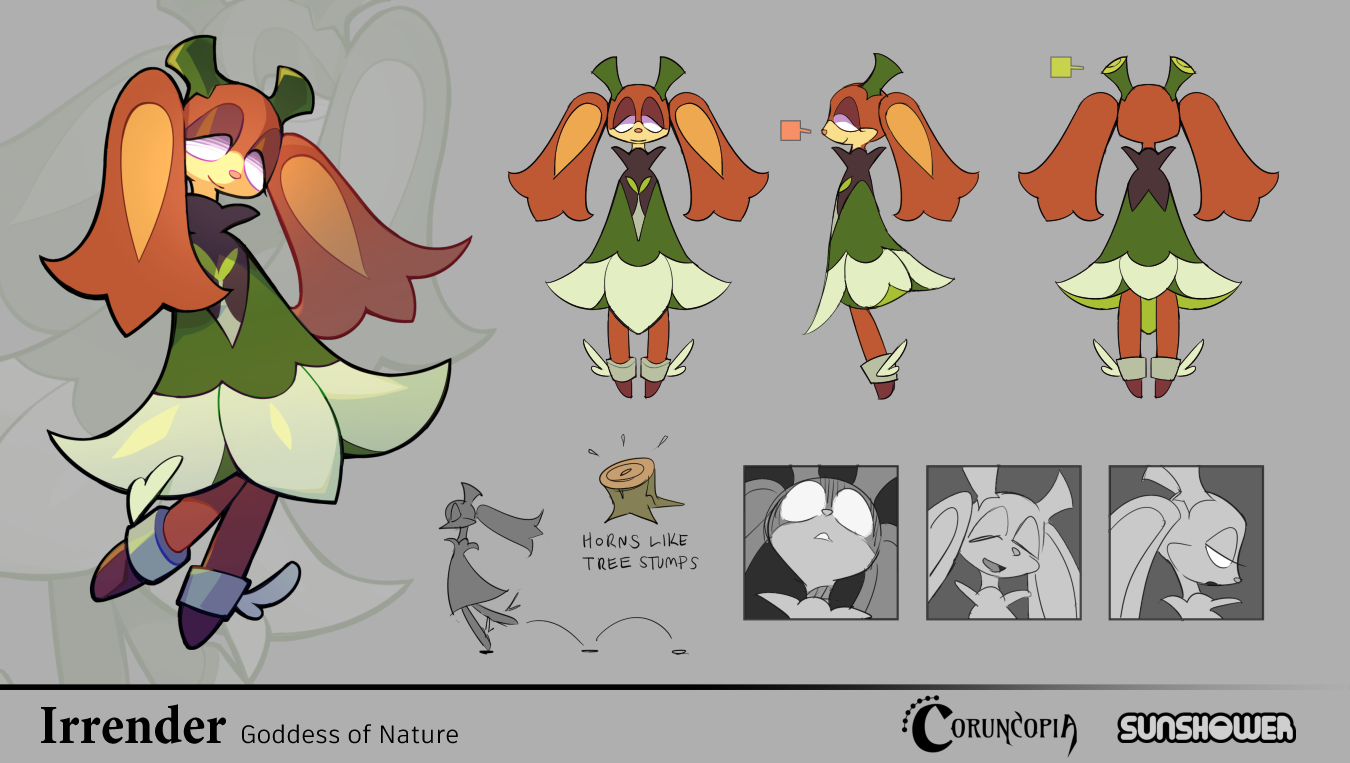 HORNS LIKE
TREE STUMPS
Irrender Goddess of Nature
CORUNCOPIA
SUNSHOWER